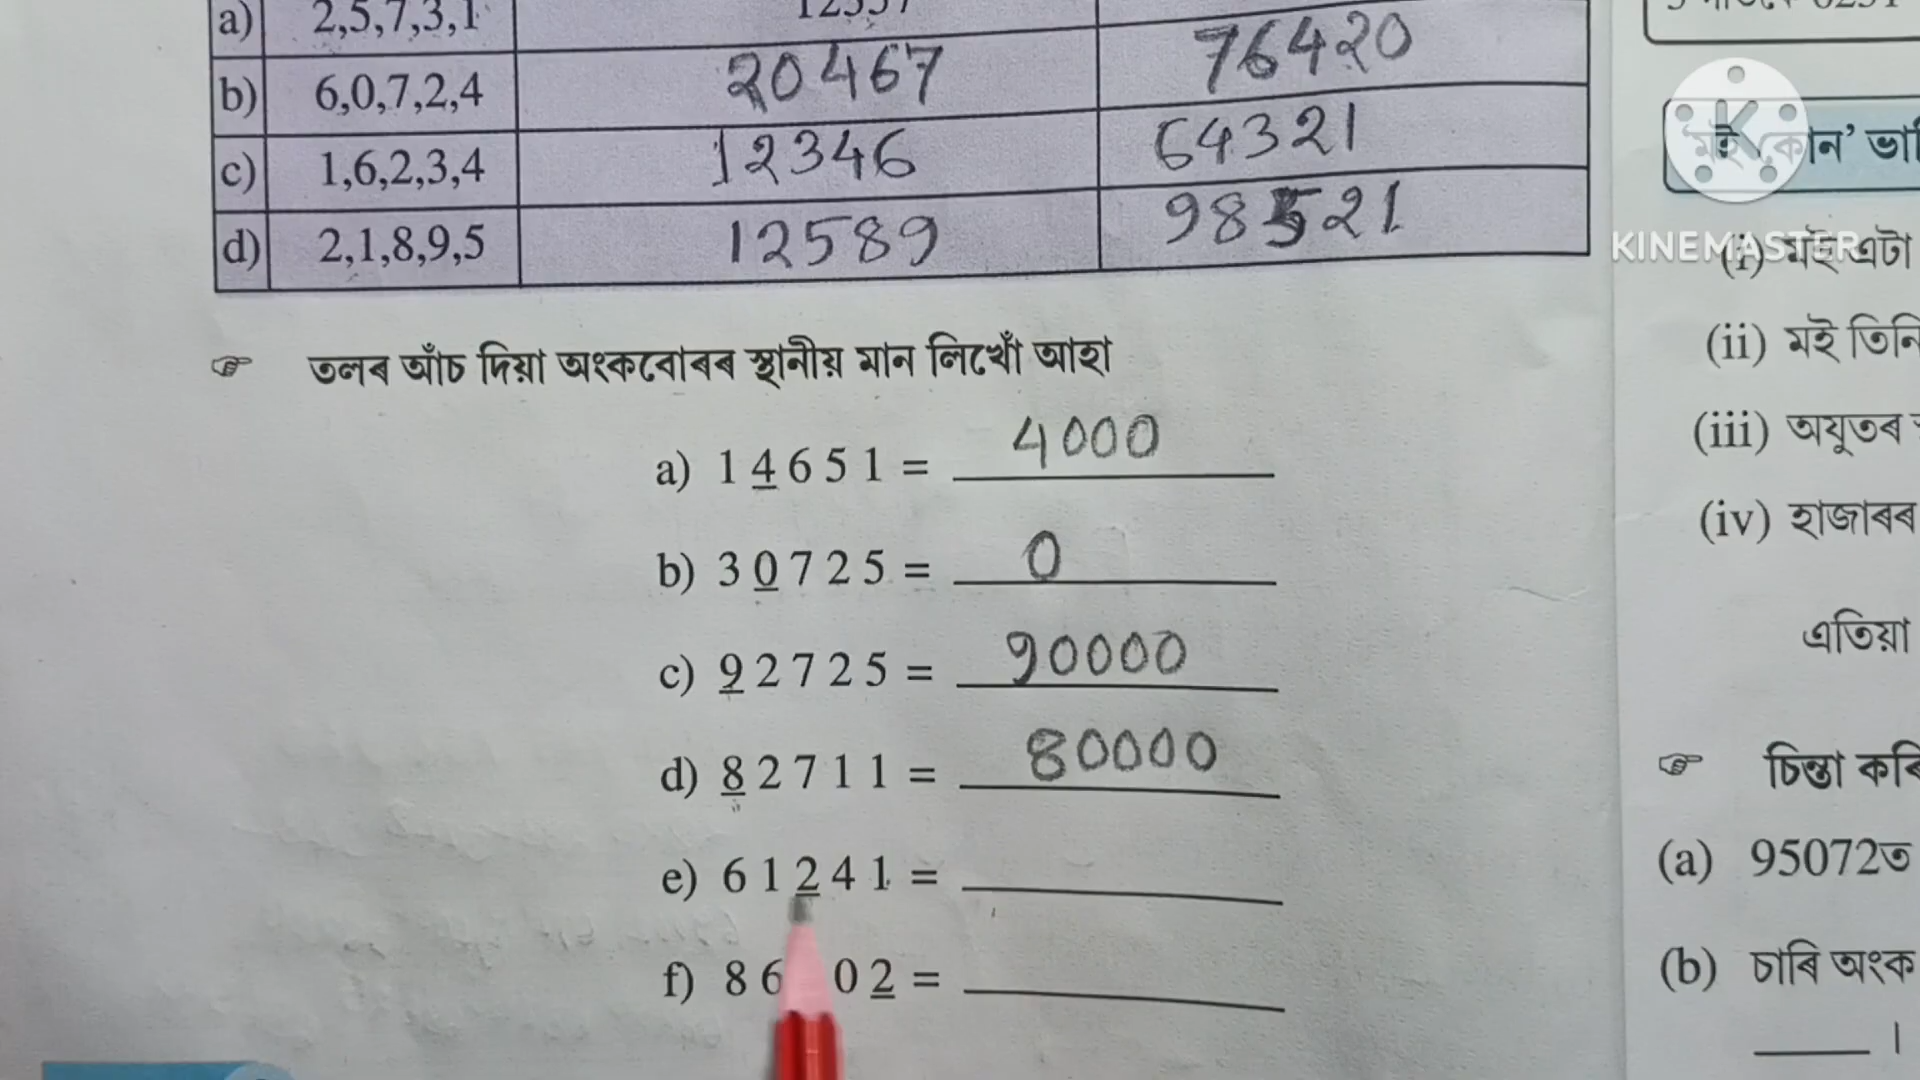 a) 2,5,7,3,1
b) 6,0,7,2,4 20467 76420
c) 1,6,2,3,4 12346 64321
d) 2,1,8,9,5 12589 98521
☞ তলৰ আঁচ দিয়া অংকবোৰৰ স্থানীয় মান লিখোঁ আহা
a) 1 4 6 5 1 = 4000
b) 3 0 7 2 5 = 0
c) 9 2 7 2 5 = 90000
d) 8 2 7 1 1 = 80000
e) 6 1 2 4 1 =
f) 8 6 0 2 =
K
KINEMASTER
কোন’
(i) মই এটা
(ii) মই
(iii) অযুতৰ
(iv) হাজাৰৰ
এতিয়া
☞ চিন্তা
(a) 95072ত
(b) চাৰি অংক
_____ ।